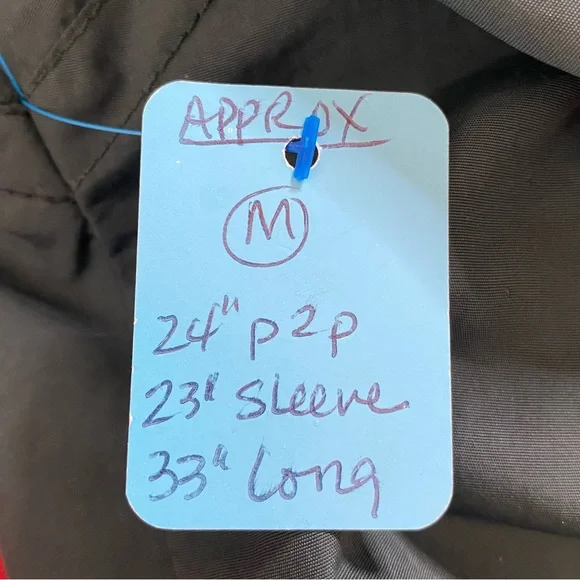 APPROX
M
24" p2p
23" Sleeve
33" Long